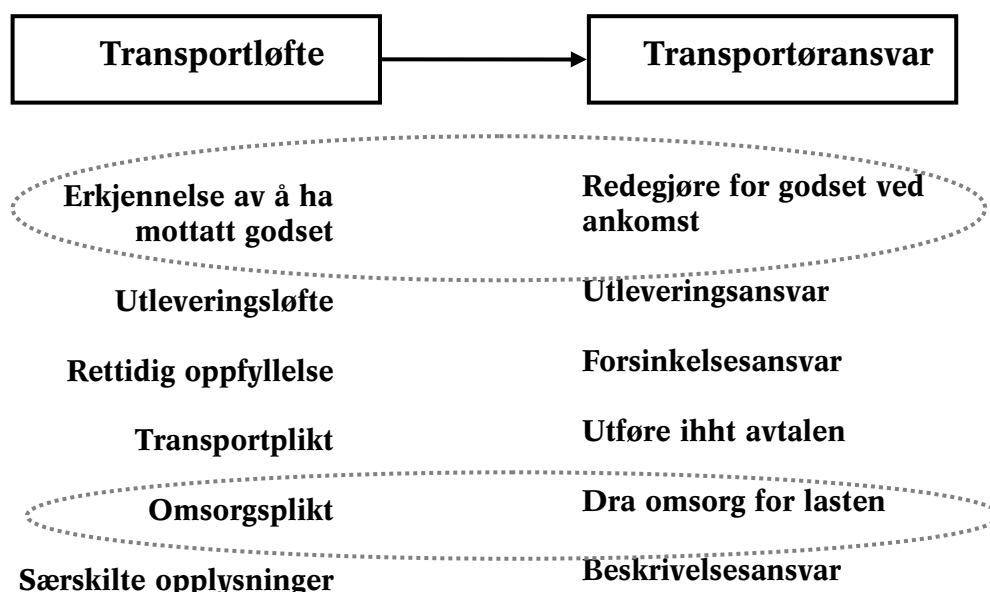 Transportløfte
Transportøransvar
Erkjennelse av å ha
mottatt godset
Redegjøre for godset ved
ankomst
Utleveringsløfte
Utleveringsansvar
Rettidig oppfyllelse
Forsinkelsesansvar
Transportplikt
Utføre ihht avtalen
Omsorgsplikt
Dra omsorg for lasten
Særskilte opplysninger
Beskrivelsesansvar